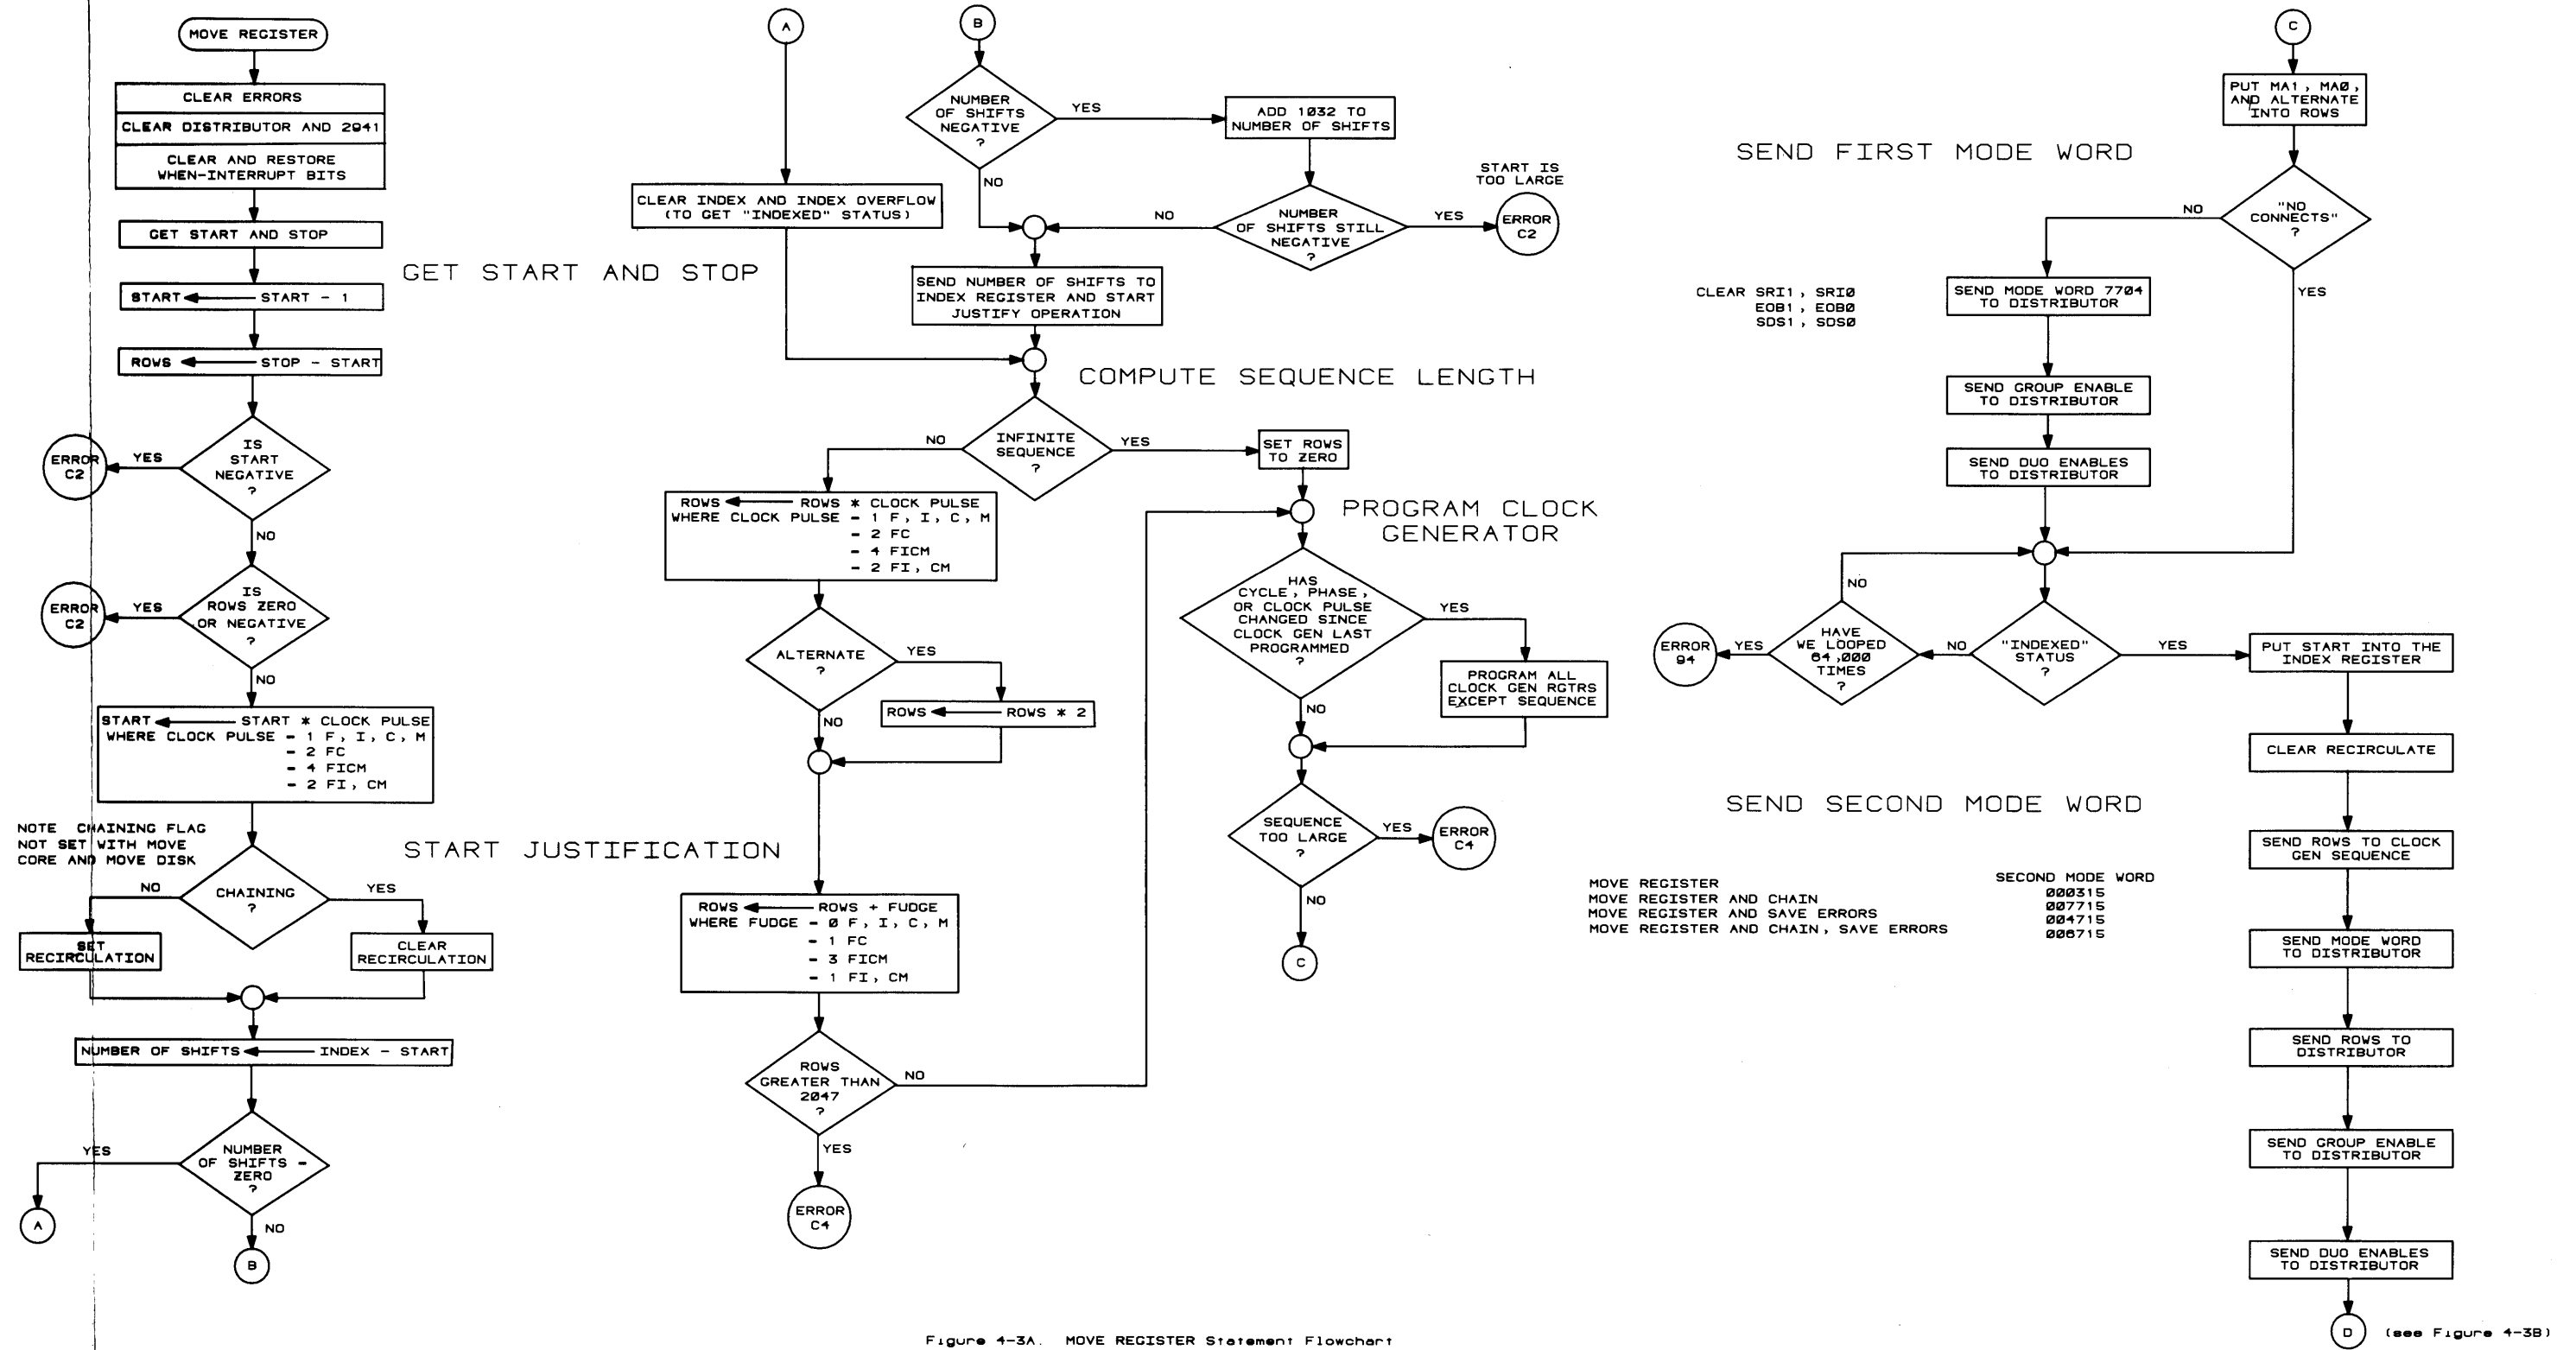 MOVE REGISTER
CLEAR ERRORS
CLEAR DISTRIBUTOR AND 2941
CLEAR AND RESTORE
WHEN-INTERRUPT BITS
GET START AND STOP
START ← START - 1
ROWS ← STOP - START
IS
START
NEGATIVE
?
YES
ERROR
C2
NO
IS
ROWS ZERO
OR NEGATIVE
?
YES
ERROR
C2
NO
START ← START * CLOCK PULSE
WHERE CLOCK PULSE = 1 F, I, C, M
= 2 FC
= 4 FICM
= 2 FI, CM
NOTE CHAINING FLAG
NOT SET WITH MOVE
CORE AND MOVE DISK
CHAINING
?
NO
YES
SET
RECIRCULATION
CLEAR
RECIRCULATION
NUMBER OF SHIFTS ← INDEX - START
NUMBER
OF SHIFTS =
ZERO
?
YES
A
NO
B
GET START AND STOP
START JUSTIFICATION
A
CLEAR INDEX AND INDEX OVERFLOW
(TO GET "INDEXED" STATUS)
B
NUMBER
OF SHIFTS
NEGATIVE
?
YES
NO
ADD 1032 TO
NUMBER OF SHIFTS
NUMBER
OF SHIFTS STILL
NEGATIVE
?
NO
YES
START IS
TOO LARGE
ERROR
C2
SEND NUMBER OF SHIFTS TO
INDEX REGISTER AND START
JUSTIFY OPERATION
COMPUTE SEQUENCE LENGTH
INFINITE
SEQUENCE
?
NO
YES
SET ROWS
TO ZERO
ROWS ← ROWS * CLOCK PULSE
WHERE CLOCK PULSE = 1 F, I, C, M
= 2 FC
= 4 FICM
= 2 FI, CM
ALTERNATE
?
YES
NO
ROWS ← ROWS * 2
ROWS ← ROWS + FUDGE
WHERE FUDGE = 0 F, I, C, M
= 1 FC
= 3 FICM
= 1 FI, CM
ROWS
GREATER THAN
2047
?
NO
YES
ERROR
C4
PROGRAM CLOCK
GENERATOR
HAS
CYCLE, PHASE,
OR CLOCK PULSE
CHANGED SINCE
CLOCK GEN LAST
PROGRAMMED
?
YES
NO
PROGRAM ALL
CLOCK GEN RGTRS
EXCEPT SEQUENCE
SEQUENCE
TOO LARGE
?
YES
ERROR
C4
NO
C
C
PUT MA1, MA0,
AND ALTERNATE
INTO ROWS
SEND FIRST MODE WORD
"NO
CONNECTS"
?
NO
YES
CLEAR SRI1, SRI0
EOB1, EOB0
SDS1, SDS0
SEND MODE WORD 7704
TO DISTRIBUTOR
SEND GROUP ENABLE
TO DISTRIBUTOR
SEND DUO ENABLES
TO DISTRIBUTOR
"INDEXED"
STATUS
?
NO
YES
HAVE
WE LOOPED
64,000
TIMES
?
NO
YES
ERROR
94
PUT START INTO THE
INDEX REGISTER
CLEAR RECIRCULATE
SEND SECOND MODE WORD
SEND ROWS TO CLOCK
GEN SEQUENCE
SECOND MODE WORD
MOVE REGISTER 000315
MOVE REGISTER AND CHAIN 007715
MOVE REGISTER AND SAVE ERRORS 004715
MOVE REGISTER AND CHAIN, SAVE ERRORS 006715
SEND MODE WORD
TO DISTRIBUTOR
SEND ROWS TO
DISTRIBUTOR
SEND GROUP ENABLE
TO DISTRIBUTOR
SEND DUO ENABLES
TO DISTRIBUTOR
D (see Figure 4-3B)
Figure 4-3A. MOVE REGISTER Statement Flowchart